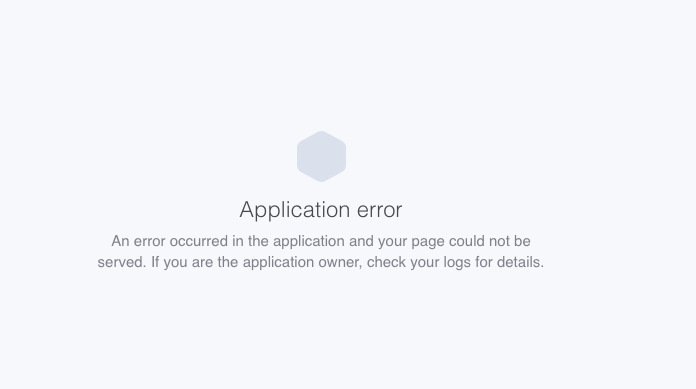 Application error
An error occurred in the application and your page could not be
served. If you are the application owner, check your logs for details.